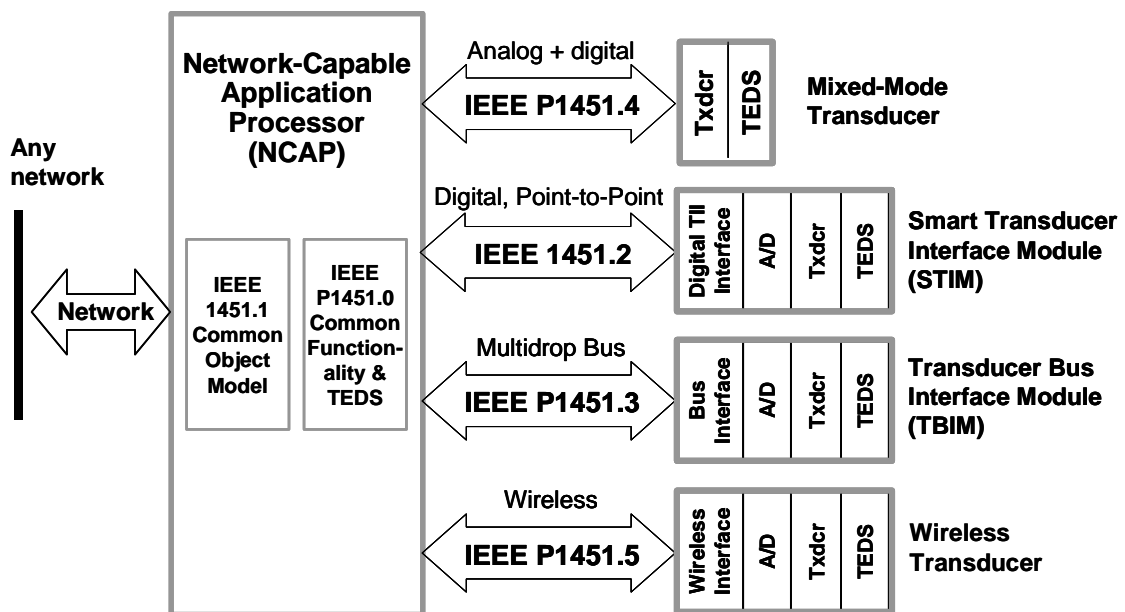 Any
network
Network
Network-Capable
Application
Processor
(NCAP)
IEEE
1451.1
Common
Object
Model
IEEE
P1451.0
Common
Function-
ality &
TEDS
Analog + digital
IEEE P1451.4
Txdcr
TEDS
Mixed-Mode
Transducer
Digital, Point-to-Point
IEEE 1451.2
Digital TII
Interface
A/D
Txdcr
TEDS
Smart Transducer
Interface Module
(STIM)
Multidrop Bus
IEEE P1451.3
Bus
Interface
A/D
Txdcr
TEDS
Transducer Bus
Interface Module
(TBIM)
Wireless
IEEE P1451.5
Wireless
Interface
A/D
Txdcr
TEDS
Wireless
Transducer